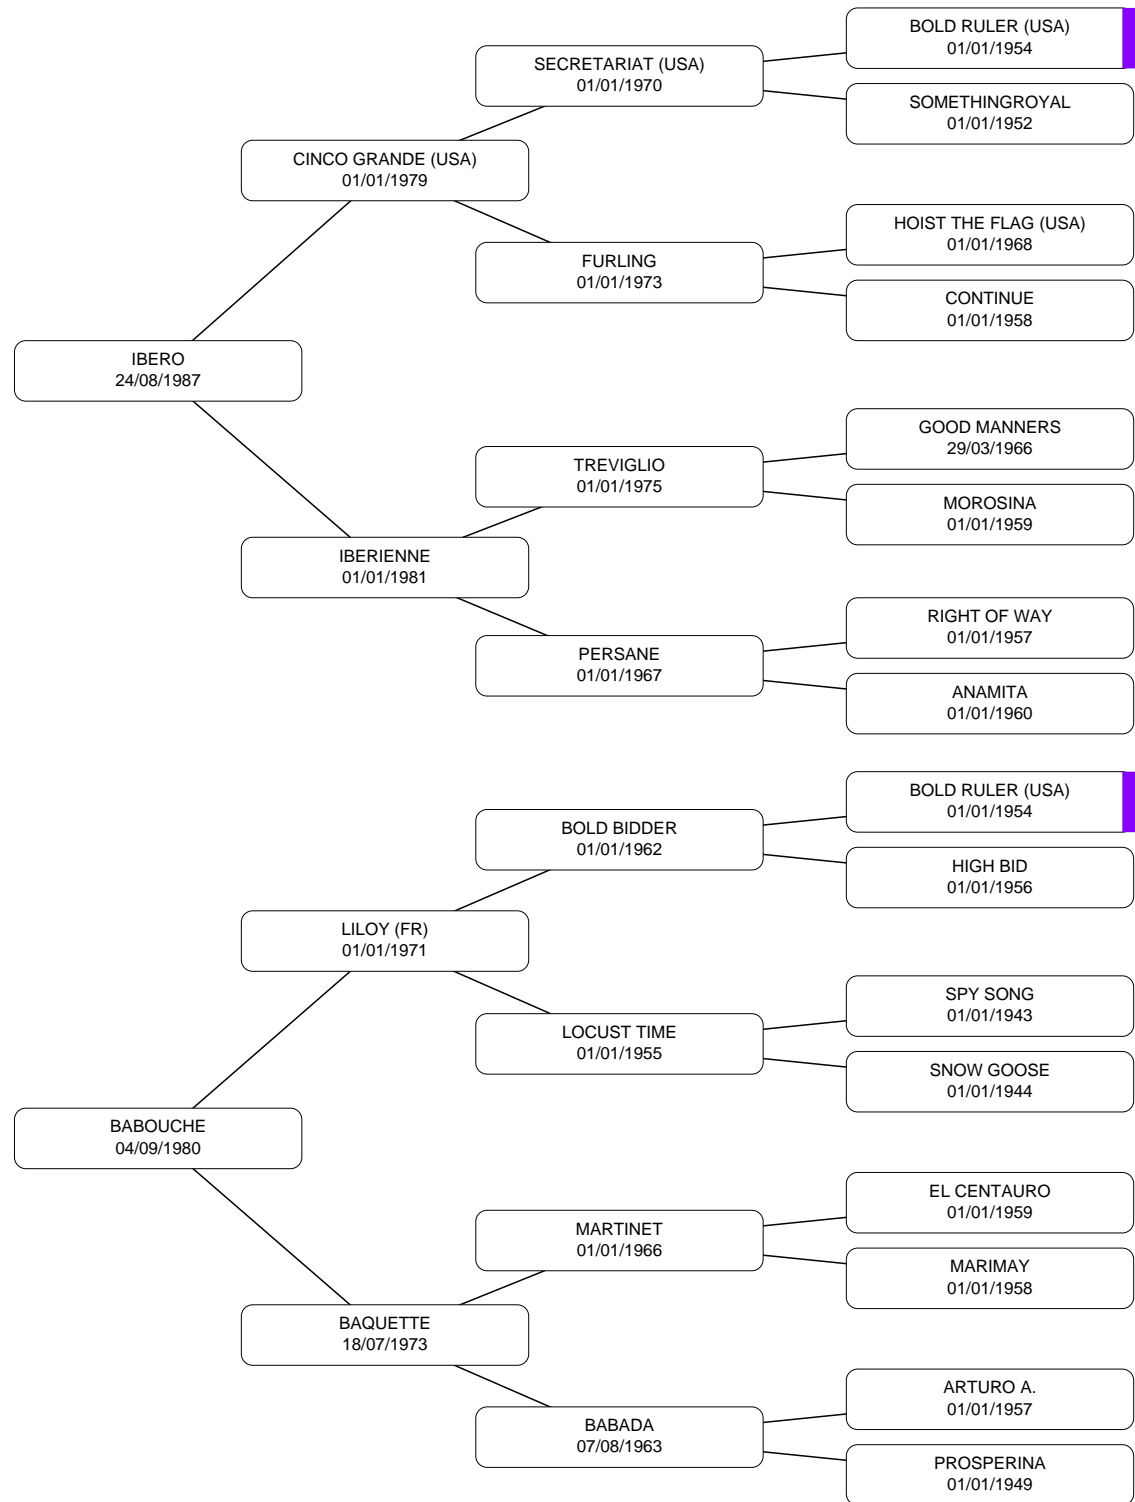 BOLD RULER (USA)
01/01/1954
SECRETARIAT (USA)
01/01/1970
SOMETHINGROYAL
01/01/1952
CINCO GRANDE (USA)
01/01/1979
HOIST THE FLAG (USA)
01/01/1968
FURLING
01/01/1973
CONTINUE
01/01/1958
IBERO
24/08/1987
GOOD MANNERS
29/03/1966
TREVIGLIO
01/01/1975
MOROSINA
01/01/1959
IBERIENNE
01/01/1981
RIGHT OF WAY
01/01/1957
PERSANE
01/01/1967
ANAMITA
01/01/1960
BOLD RULER (USA)
01/01/1954
BOLD BIDDER
01/01/1962
HIGH BID
01/01/1956
LILOY (FR)
01/01/1971
SPY SONG
01/01/1943
LOCUST TIME
01/01/1955
SNOW GOOSE
01/01/1944
BABOUCHE
04/09/1980
EL CENTAURO
01/01/1959
MARTINET
01/01/1966
MARIMAY
01/01/1958
BAQUETTE
18/07/1973
ARTURO A.
01/01/1957
BABADA
07/08/1963
PROSPERINA
01/01/1949